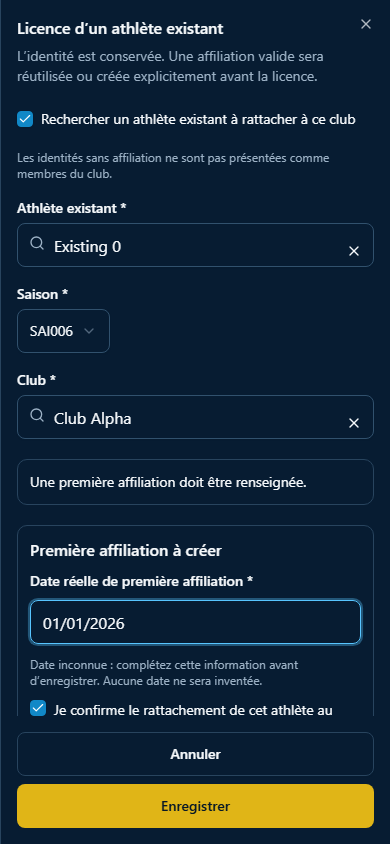 Licence d’un athlète existant
L’identité est conservée. Une affiliation valide sera
réutilisée ou créée explicitement avant la licence.
Rechercher un athlète existant à rattacher à ce club
Les identités sans affiliation ne sont pas présentées comme
membres du club.
Athlète existant *
Existing 0
Saison *
SAI006
Club *
Club Alpha
Une première affiliation doit être renseignée.
Première affiliation à créer
Date réelle de première affiliation *
01/01/2026
Date inconnue : complétez cette information avant
d’enregistrer. Aucune date ne sera inventée.
Je confirme le rattachement de cet athlète au
Annuler
Enregistrer